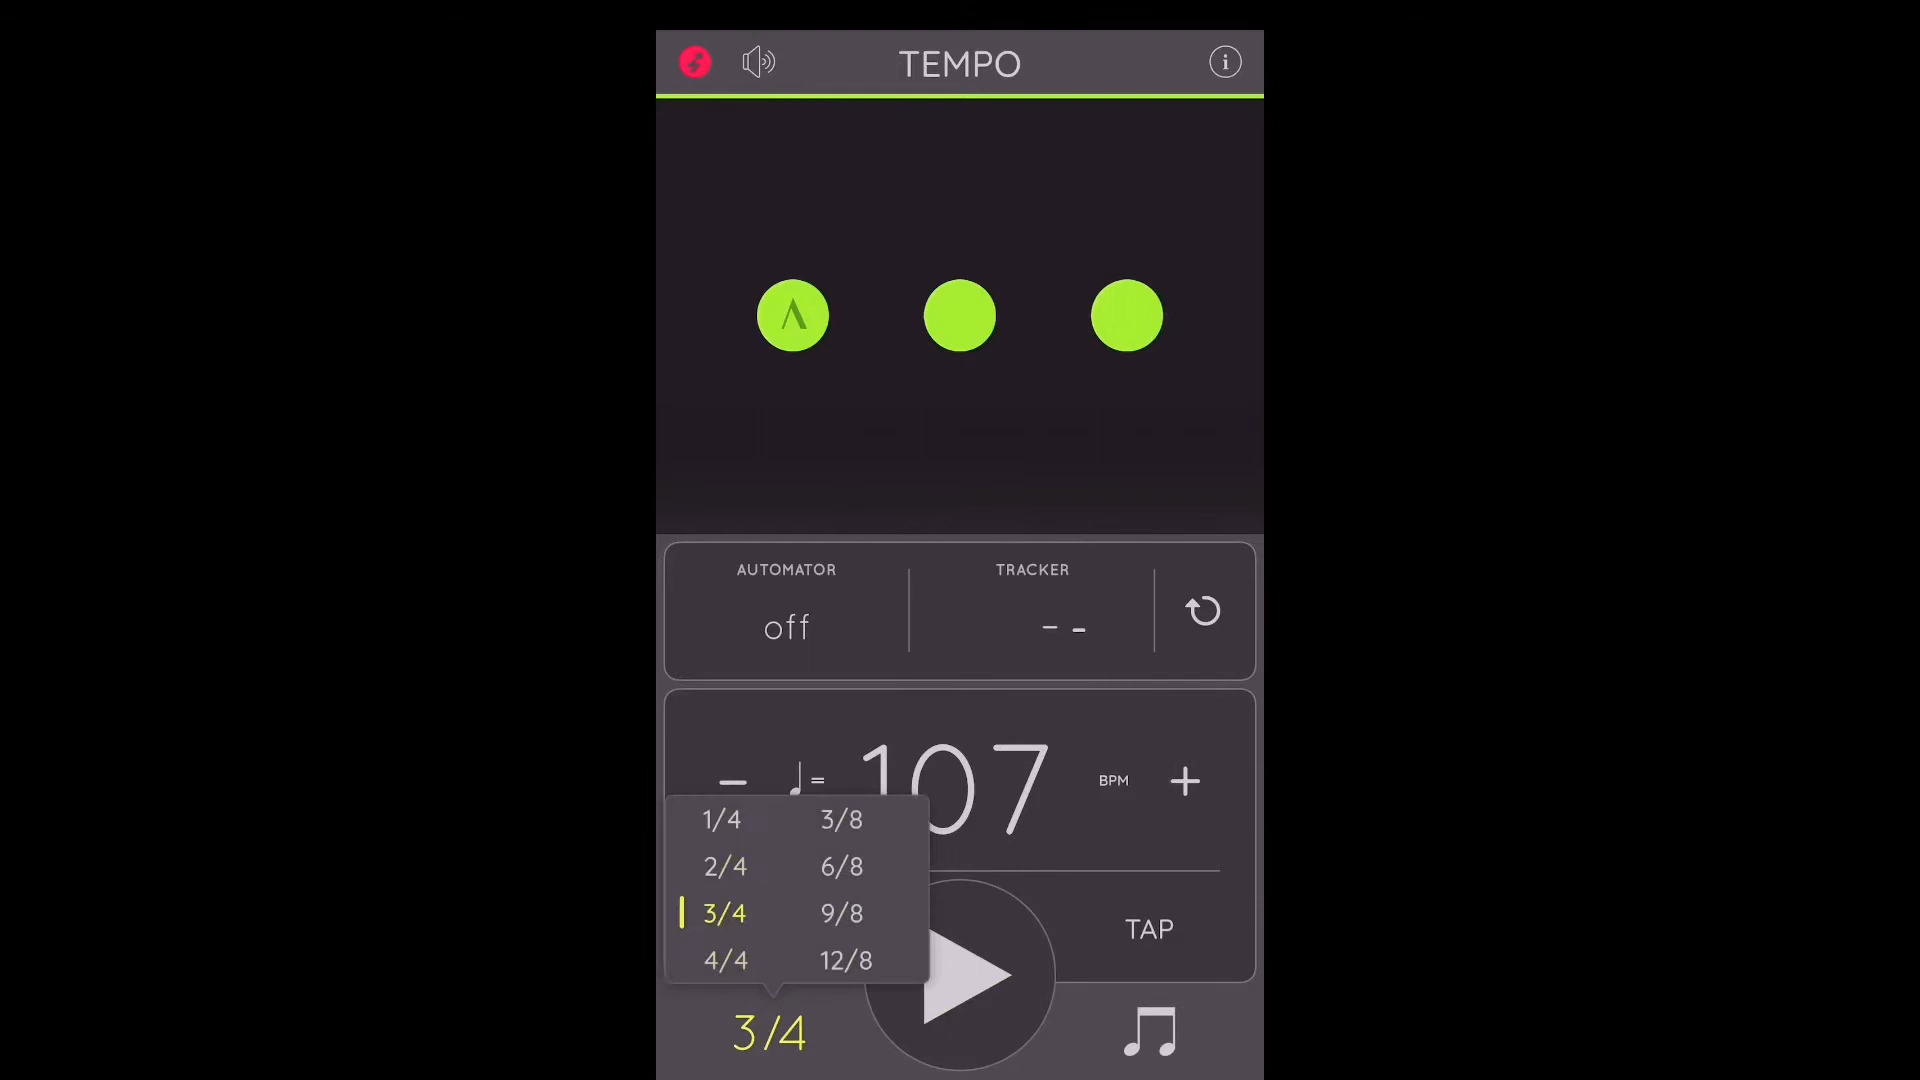 TEMPO
AUTOMATOR
TRACKER
off
- -
- = 107 BPM +
1/4 3/8
2/4 6/8
3/4 9/8
4/4 12/8
TAP
3/4